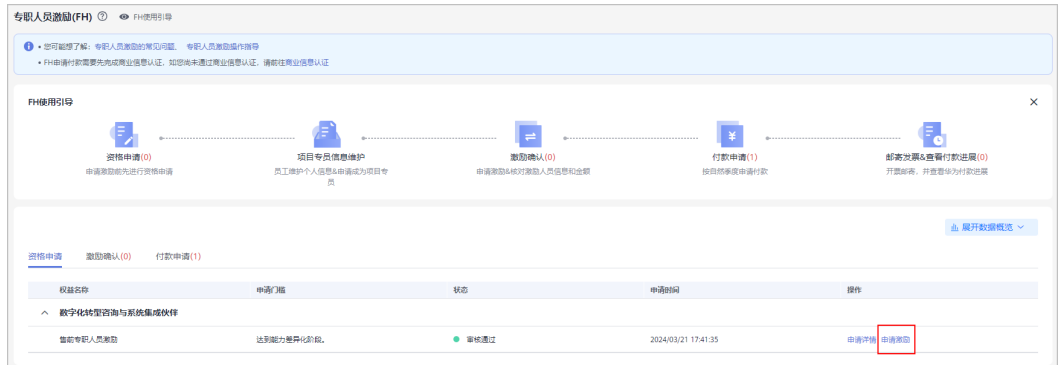 专职人员激励(FH) FH使用引导
• 您可能想了解：专职人员激励的常见问题、 专职人员激励操作指导
• FH申请付款需要先完成商业信息认证，如您尚未通过商业信息认证，请前往商业信息认证
FH使用引导
资格申请(0) 项目专员信息维护 激励确认(0) 付款申请(1) 邮寄发票&查看付款进展(0)
申请激励前先进行资格申请 员工维护个人信息&申请成为项目专员 申请激励&核对激励人员信息和金额 按自然季度申请付款 开票邮寄，并查看华为付款进展
展开数据概览
资格申请 激励确认(0) 付款申请(1)
权益名称 申请门槛 状态 申请时间 操作
数字化转型咨询与系统集成伙伴
售前专职人员激励 达到能力差异化阶段。 审核通过 2024/03/21 17:41:35 申请详情 申请激励